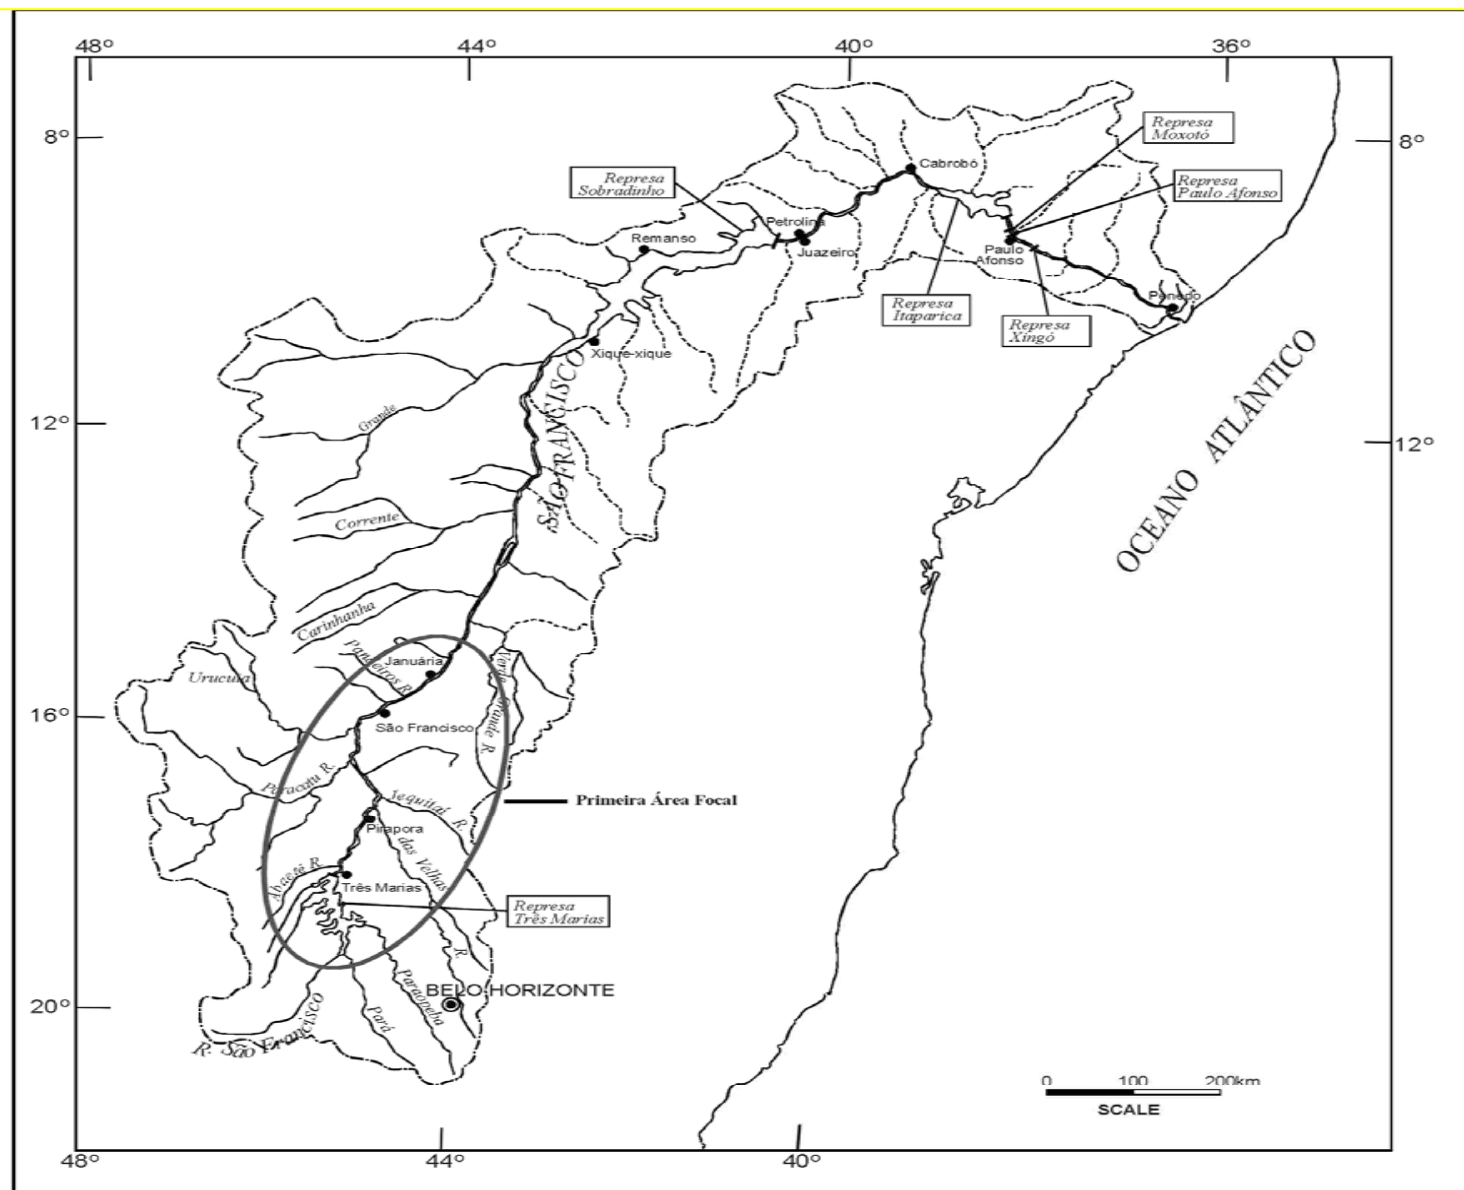 48° 44° 40° 36°
8°
8°
Represa
Moxotó
Cabrobó
Represa
Sobradinho
Represa
Paulo Afonso
Petrolina
Remanso
Juazeiro
Paulo
Afonso
Penedo
Represa
Itaparica
Represa
Xingó
Xique-xique
SÃO FRANCISCO
OCEANO ATLÂNTICO
Grande
12°
12°
Corrente
Carinhanha
Pandeiros R.
Januária
Urucuia
Verde Grande R.
16°
São Francisco
Paracatu R.
Jequitaí R.
Primeira Área Focal
Pirapora
das Velhas R.
Abaeté R.
Três Marias
Represa
Três Marias
BELO HORIZONTE
20°
Paraopeba
Pará
R. São Francisco
0 100 200km
SCALE
48° 44° 40°